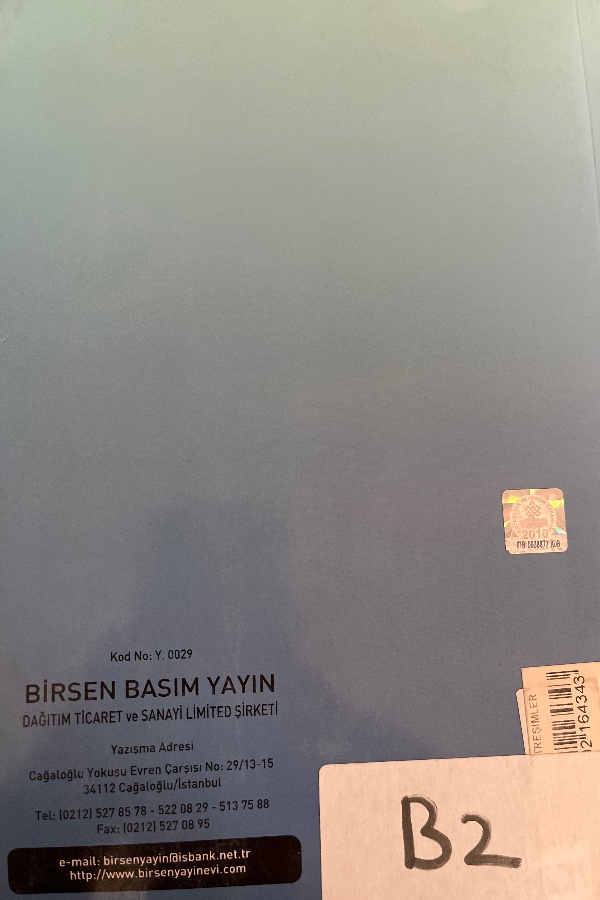 2010
Kod No: Y. 0029
BİRSEN BASIM YAYIN
DAĞITIM TİCARET ve SANAYİ LİMİTED ŞİRKETİ
Yazışma Adresi
Cağaloğlu Yokuşu Evren Çarşısı No: 29/13-15
34112 Cağaloğlu/İstanbul
Tel: (0212) 527 85 78 - 522 08 29 - 513 75 88
Fax: (0212) 527 08 95
e-mail: birsenyayin@isbank.net.tr
http://www.birsenyayinevi.com
TRESİMLER
2164343
B2